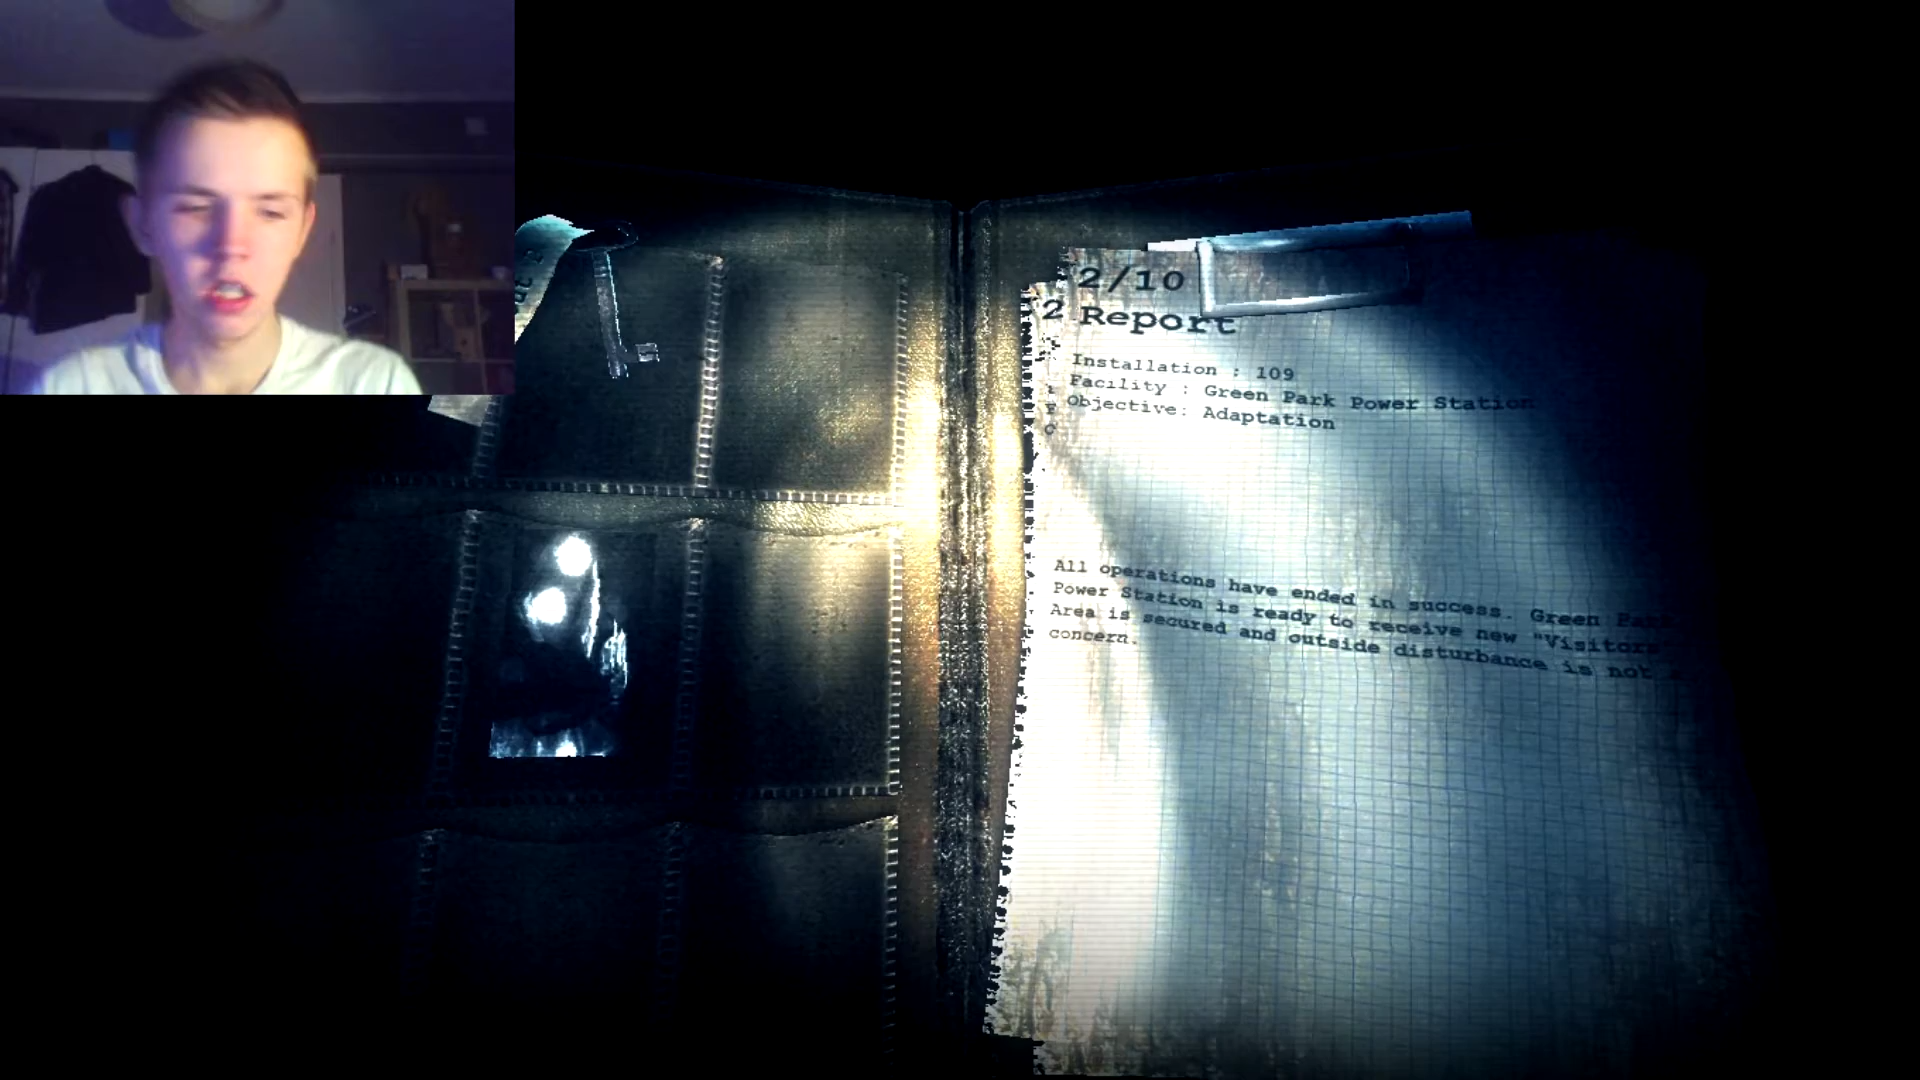 2/10
2 Report
Installation : 109
Facility : Green Park Power Station
Objective: Adaptation
All operations have ended in success. Green Park
Power Station is ready to receive new "Visitors"
Area is secured and outside disturbance is not
concern.